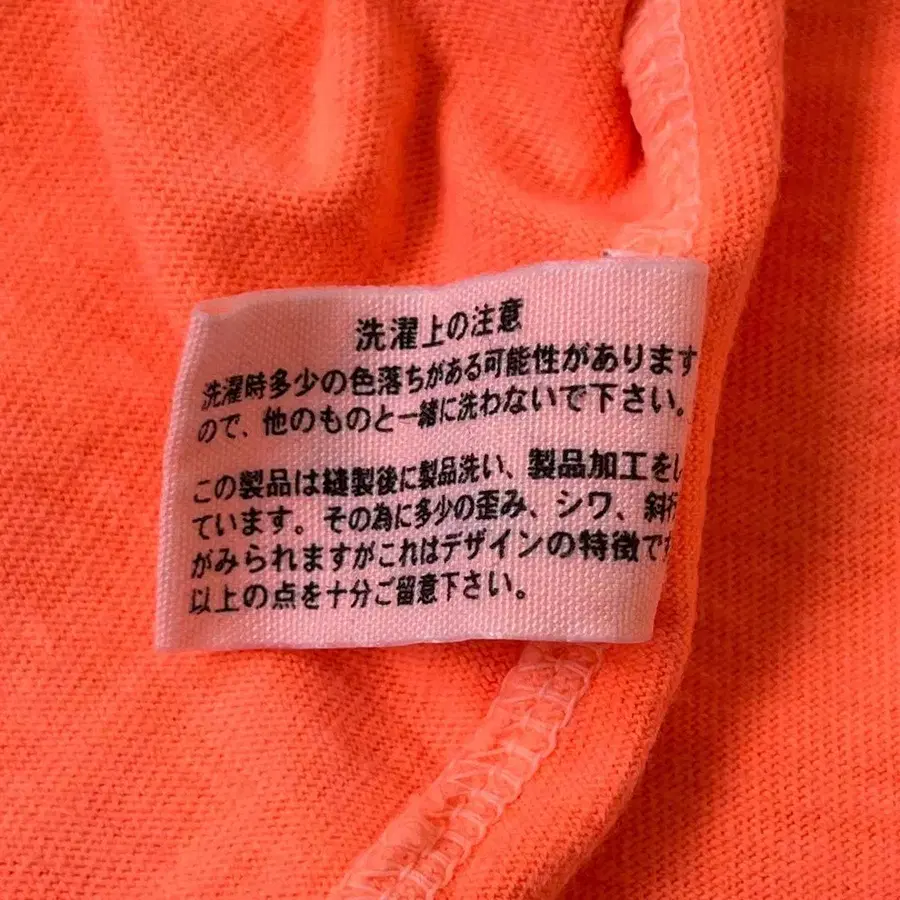 洗濯上の注意
洗濯時多少の色落ちがある可能性があります
ので、他のものと一緒に洗わないで下さい。
この製品は縫製後に製品洗い、製品加工をし
ています。その為に多少の歪み、シワ、斜行
がみられますがこれはデザインの特徴です
以上の点を十分ご留意下さい。